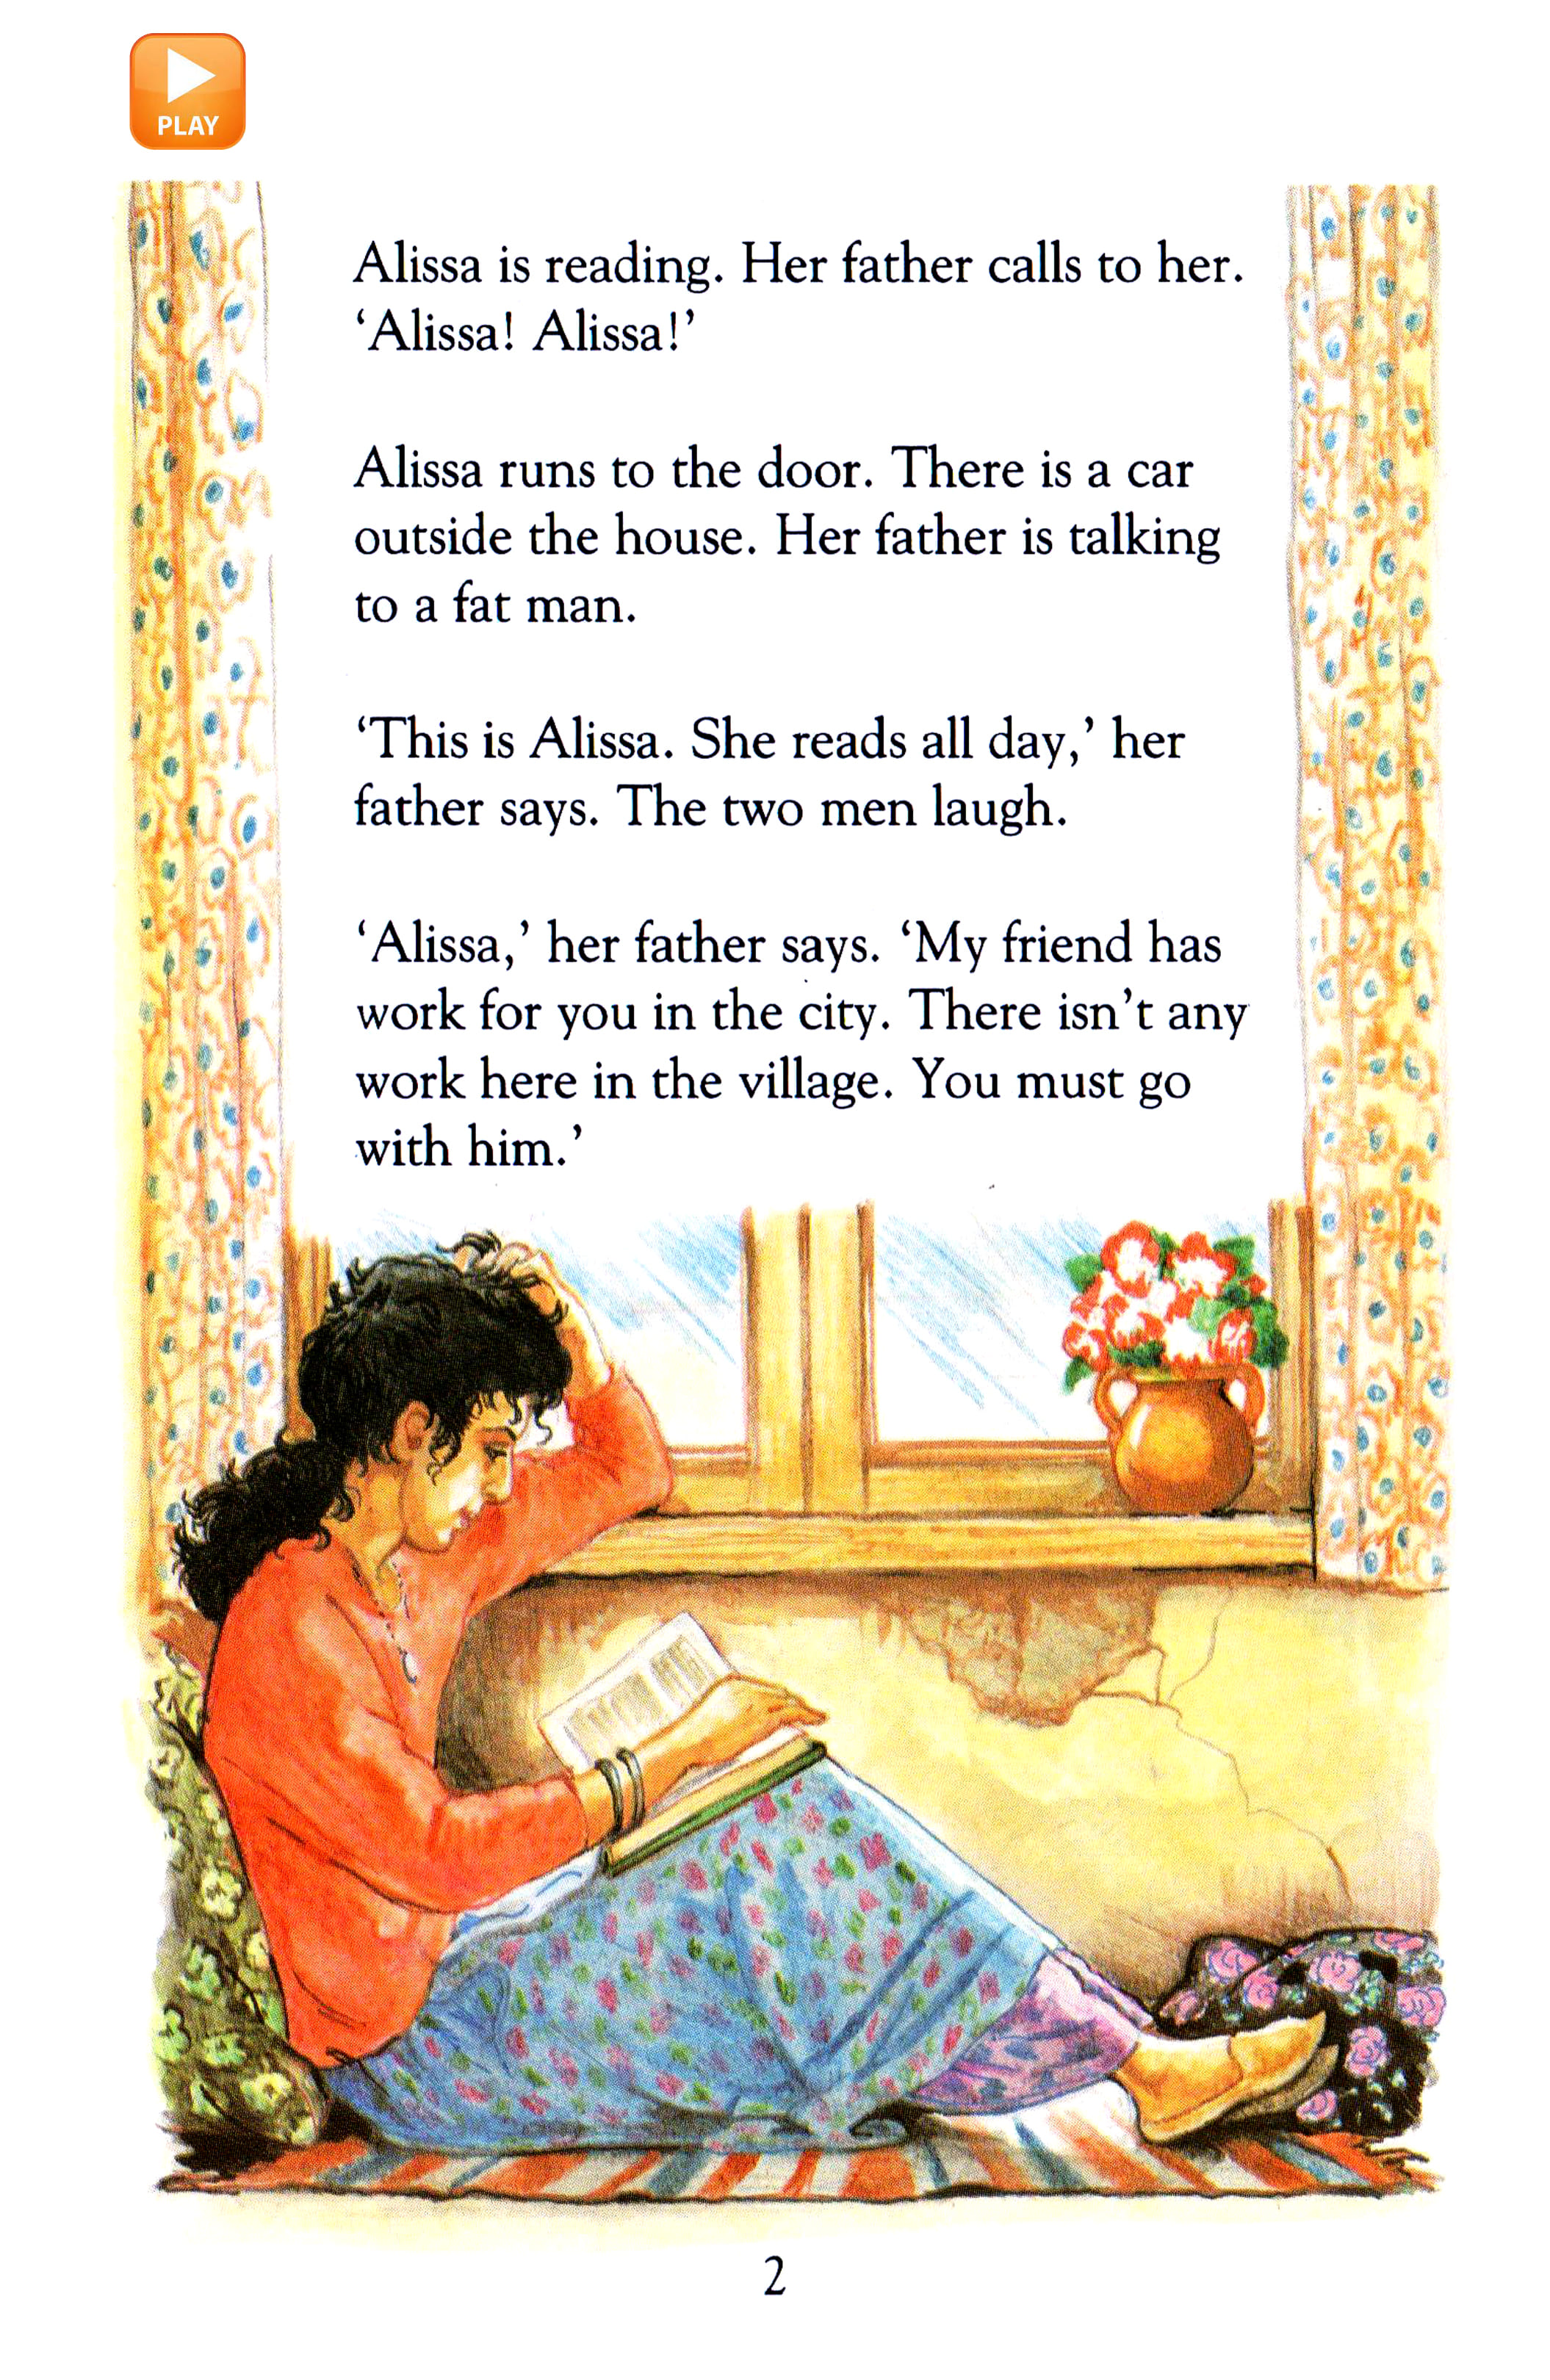 PLAY
Alissa is reading. Her father calls to her.
‘Alissa! Alissa!’
Alissa runs to the door. There is a car
outside the house. Her father is talking
to a fat man.
‘This is Alissa. She reads all day,’ her
father says. The two men laugh.
‘Alissa,’ her father says. ‘My friend has
work for you in the city. There isn’t any
work here in the village. You must go
with him.’
2